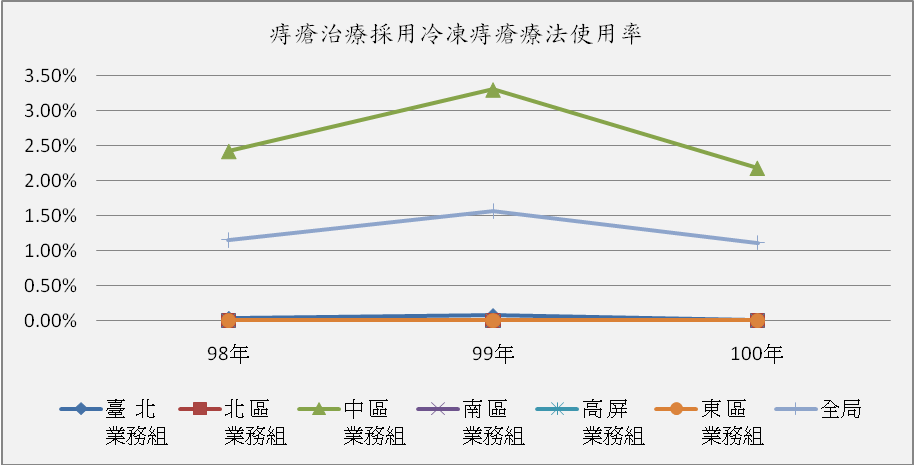 痔瘡治療採用冷凍痔瘡療法使用率
3.50%
3.00%
2.50%
2.00%
1.50%
1.00%
0.50%
0.00%
98年 99年 100年
臺北 北區 中區 南區 高屏 東區 全局
業務組 業務組 業務組 業務組 業務組 業務組